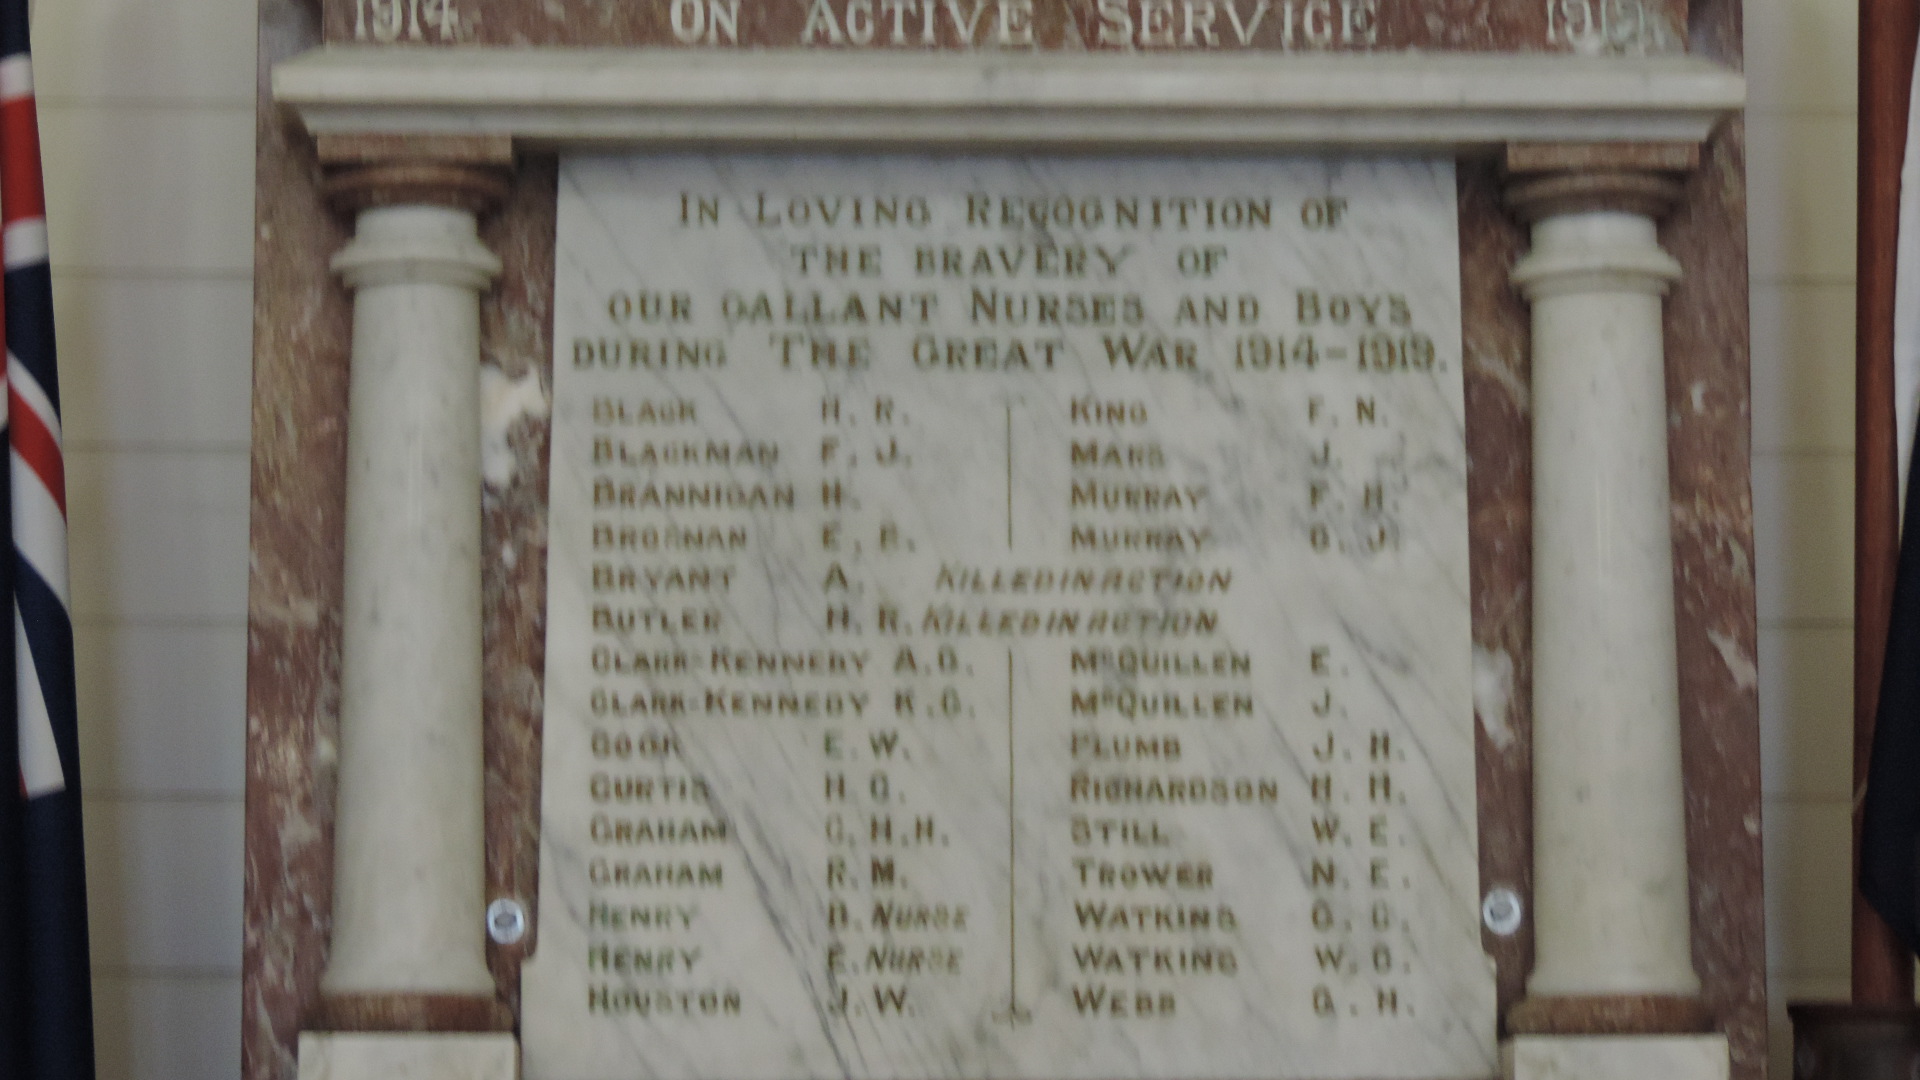 1914 ON ACTIVE SERVICE 1919
IN LOVING RECOGNITION OF
THE BRAVERY OF
OUR GALLANT NURSES AND BOYS
DURING THE GREAT WAR 1914-1919.
BLACK H. R. KING F. N.
BLACKMAN F. J. MARS J.
BRANNIGAN H. MURRAY F. H.
BROSNAN E. B. MURRAY G. J.
BRYANT A. KILLED IN ACTION
BUTLER H. R. KILLED IN ACTION
CLARK-KENNEDY A.G. McQUILLEN E.
CLARK-KENNEDY K.G. McQUILLEN J.
COOK E. W. PLUMB J. H.
CURTIS H. C. RICHARDSON H. H.
GRAHAM C. H. H. STILL W. E.
GRAHAM R. M. TROWER N. E.
HENRY D. NURSE WATKINS G. C.
HENRY E. NURSE WATKINS W. G.
HOUSTON J. W. WEBB G. H.